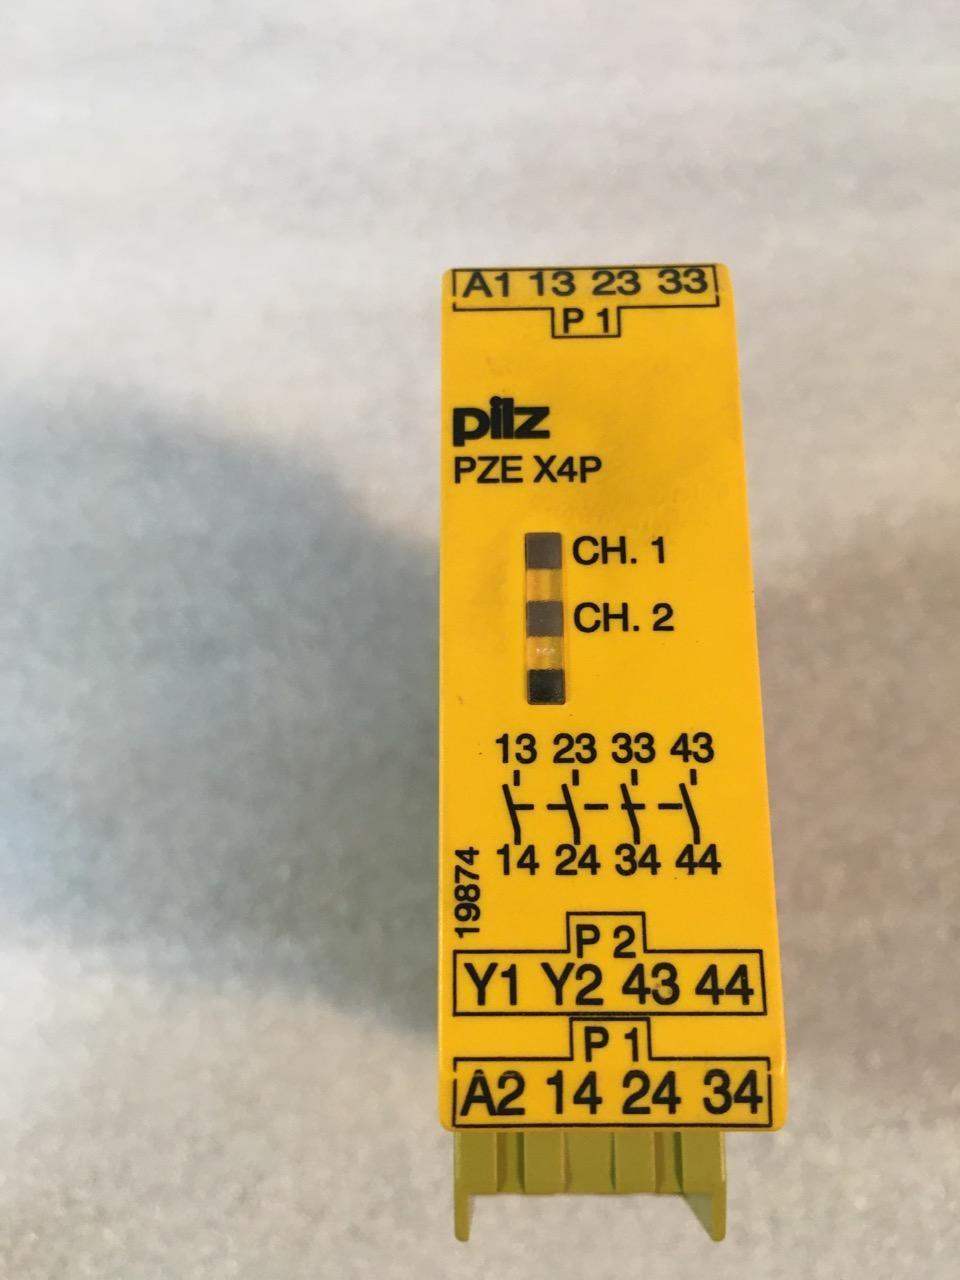 A1 13 23 33
P 1
pilz
PZE X4P
CH. 1
CH. 2
13 23 33 43
14 24 34 44
19874
P 2
Y1 Y2 43 44
P 1
A2 14 24 34